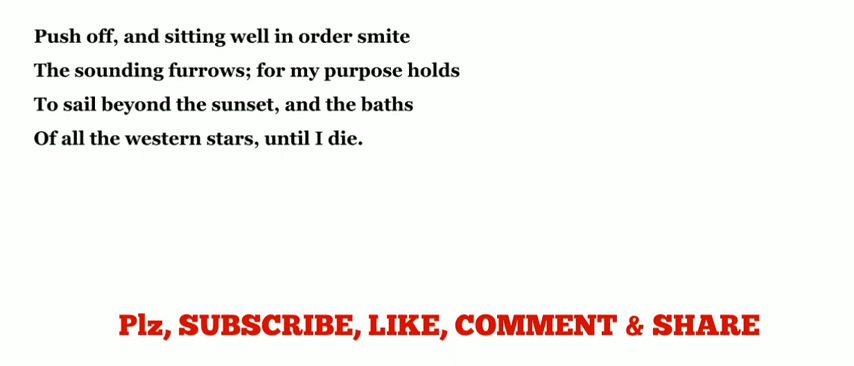 Push off, and sitting well in order smite
The sounding furrows; for my purpose holds
To sail beyond the sunset, and the baths
Of all the western stars, until I die.
Plz, SUBSCRIBE, LIKE, COMMENT & SHARE